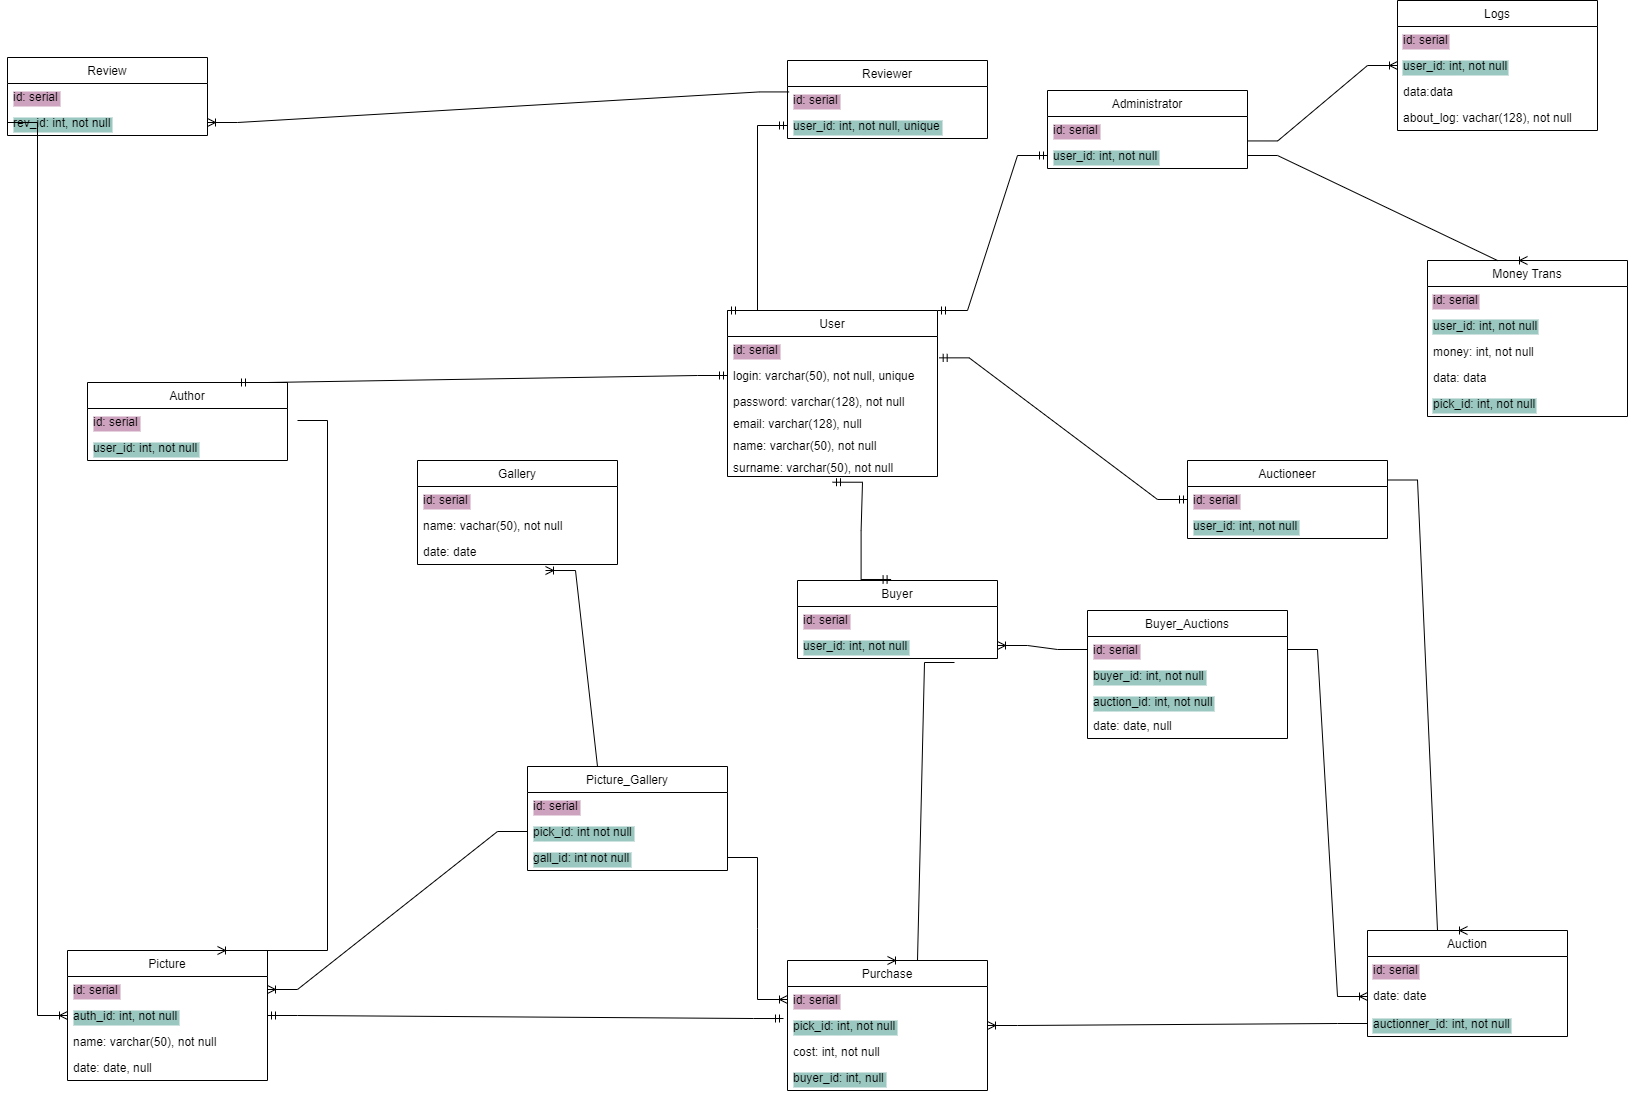 Logs
id: serial
user_id: int, not null
data:data
about_log: vachar(128), not null
Review
id: serial
rev_id: int, not null
Reviewer
id: serial
user_id: int, not null, unique
Administrator
id: serial
user_id: int, not null
Money Trans
id: serial
user_id: int, not null
money: int, not null
data: data
pick_id: int, not null
User
id: serial
login: varchar(50), not null, unique
password: varchar(128), not null
email: varchar(128), null
name: varchar(50), not null
surname: varchar(50), not null
Author
id: serial
user_id: int, not null
Gallery
id: serial
name: vachar(50), not null
date: date
Auctioneer
id: serial
user_id: int, not null
Buyer
id: serial
user_id: int, not null
Buyer_Auctions
id: serial
buyer_id: int, not null
auction_id: int, not null
date: date, null
Picture_Gallery
id: serial
pick_id: int not null
gall_id: int not null
Picture
id: serial
auth_id: int, not null
name: varchar(50), not null
date: date, null
Purchase
id: serial
pick_id: int, not null
cost: int, not null
buyer_id: int, null
Auction
id: serial
date: date
auctionner_id: int, not null